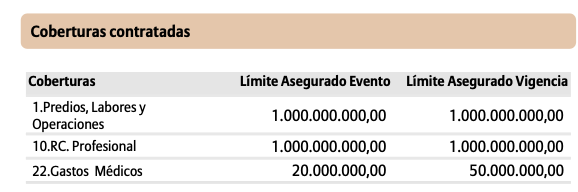 Coberturas contratadas
Coberturas Límite Asegurado Evento Límite Asegurado Vigencia
1.Predios, Labores y
Operaciones 1.000.000.000,00 1.000.000.000,00
10.RC. Profesional 1.000.000.000,00 1.000.000.000,00
22.Gastos Médicos 20.000.000,00 50.000.000,00